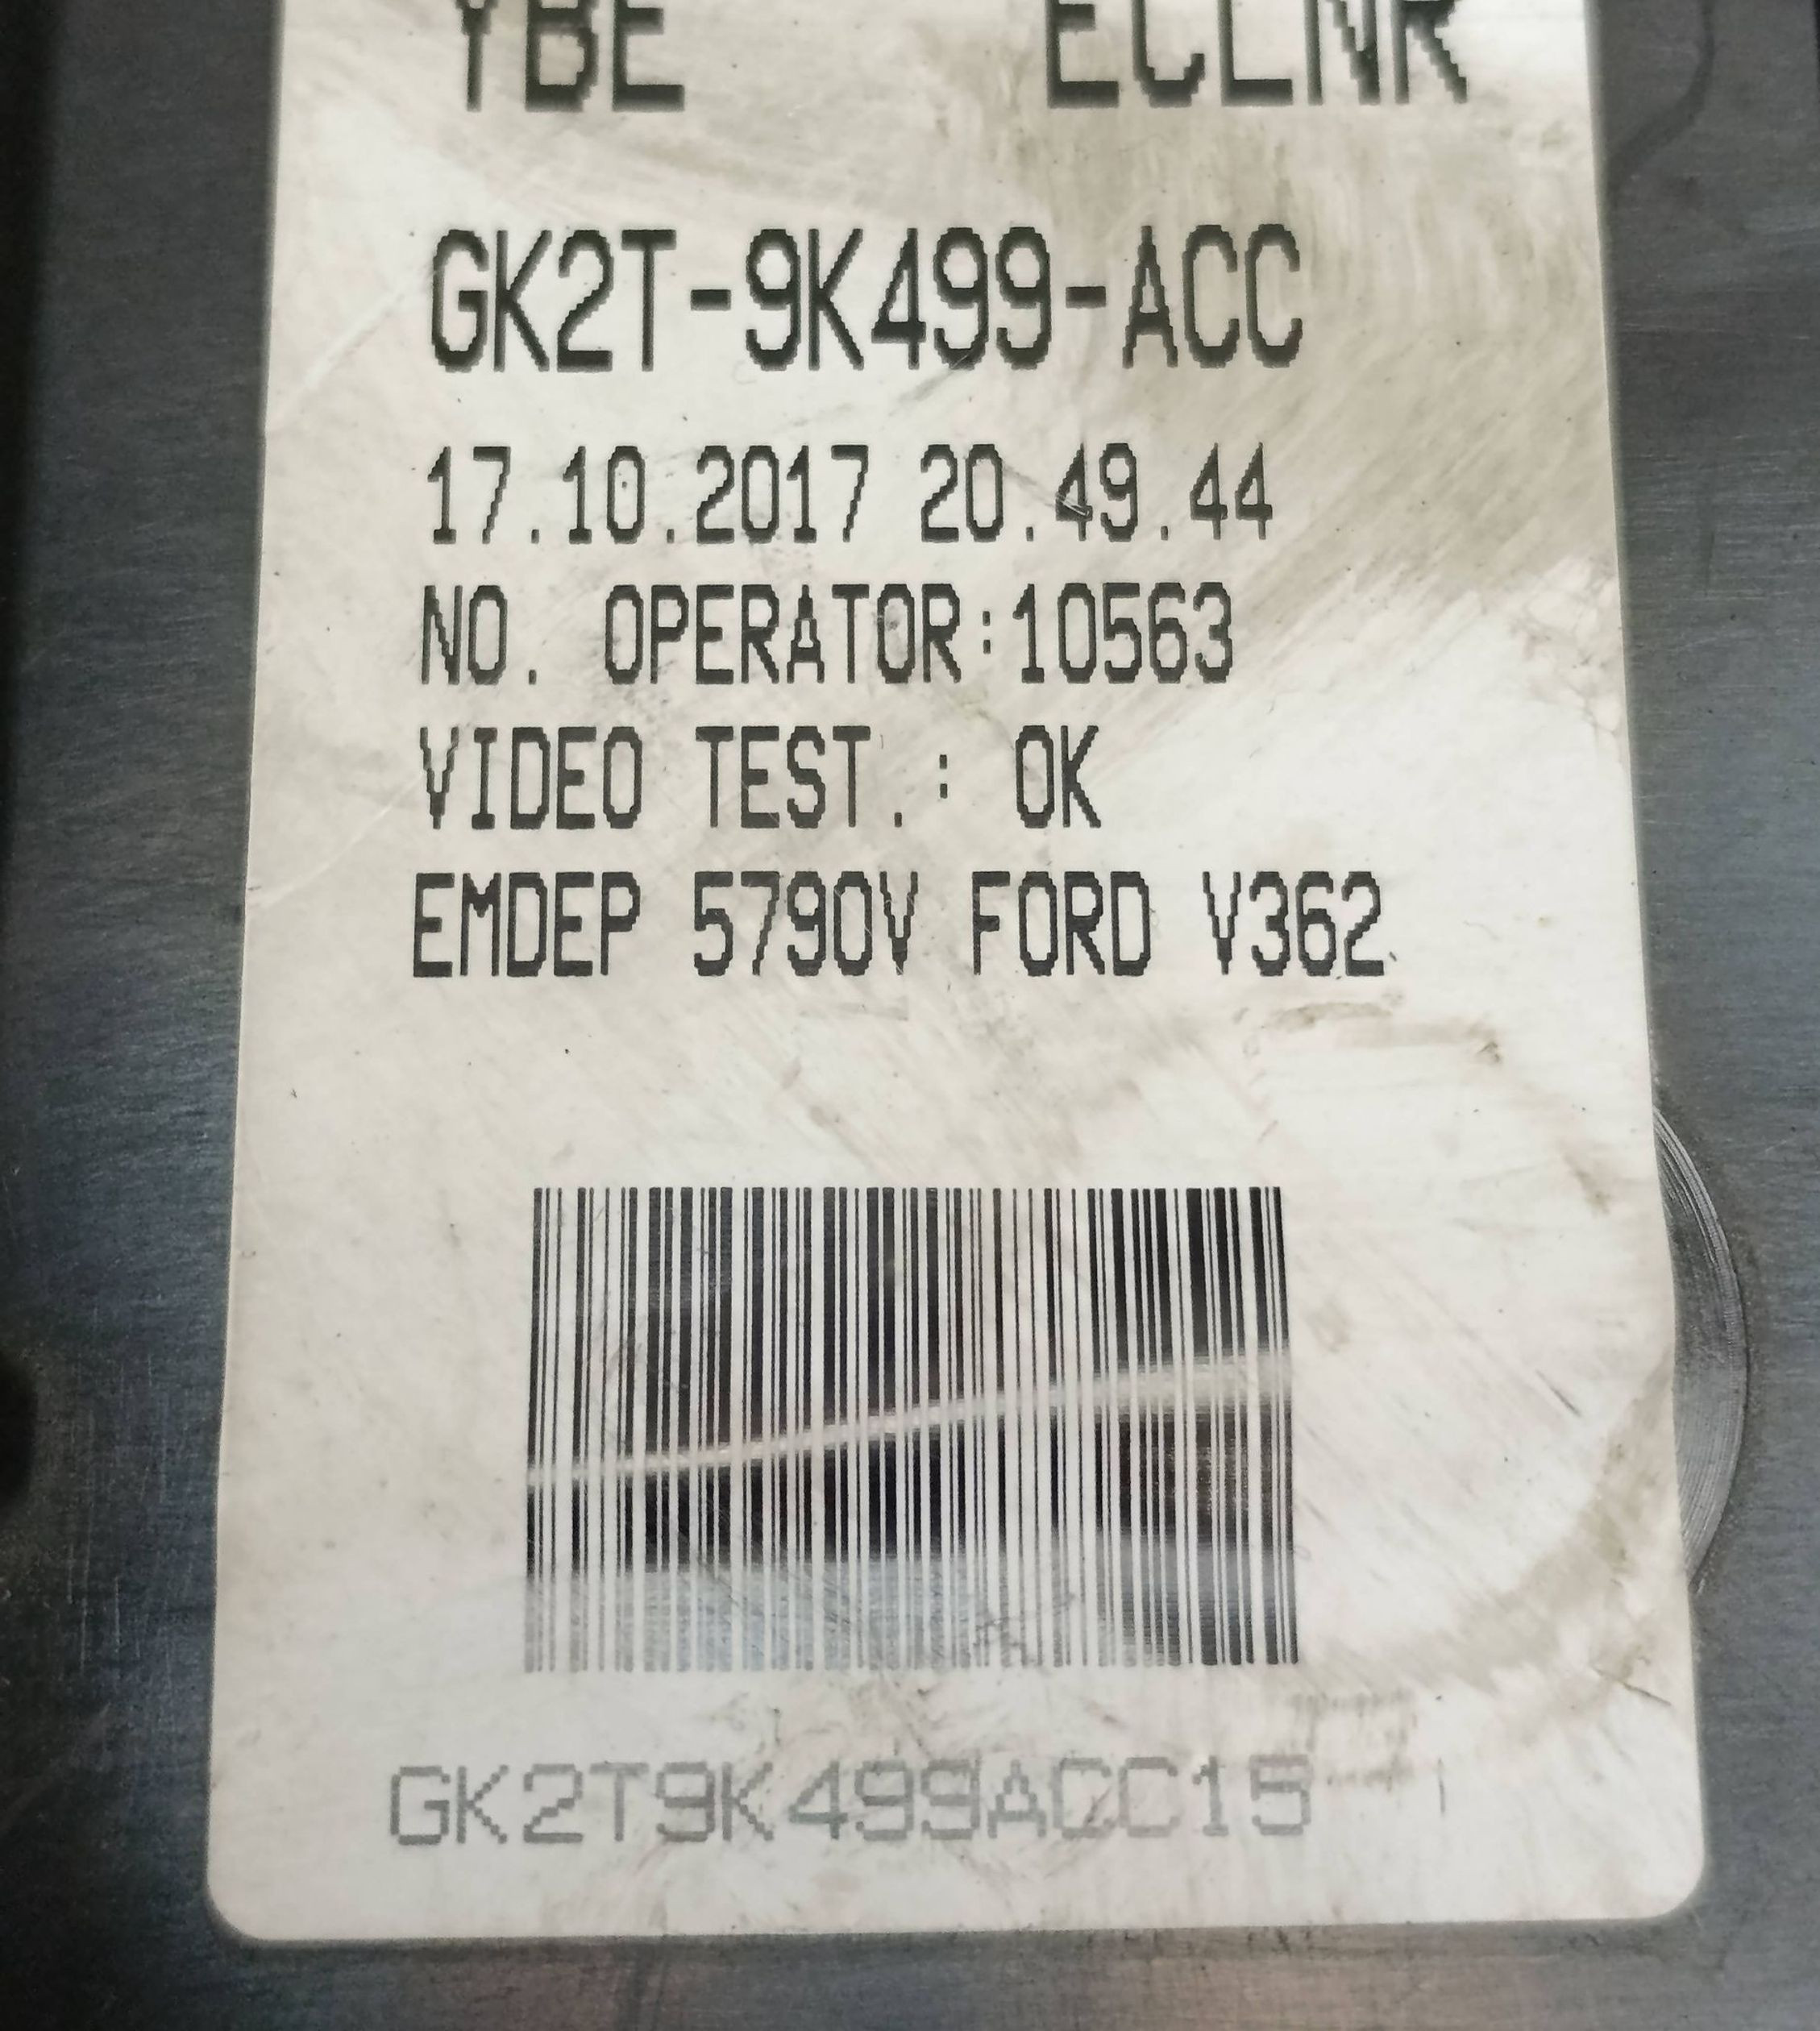 YBE ECLNR
GK2T-9K499-ACC
17.10.2017 20.49.44
NO. OPERATOR:10563
VIDEO TEST.: OK
EMDEP 5790V FORD V362
GK2T9K499ACC15